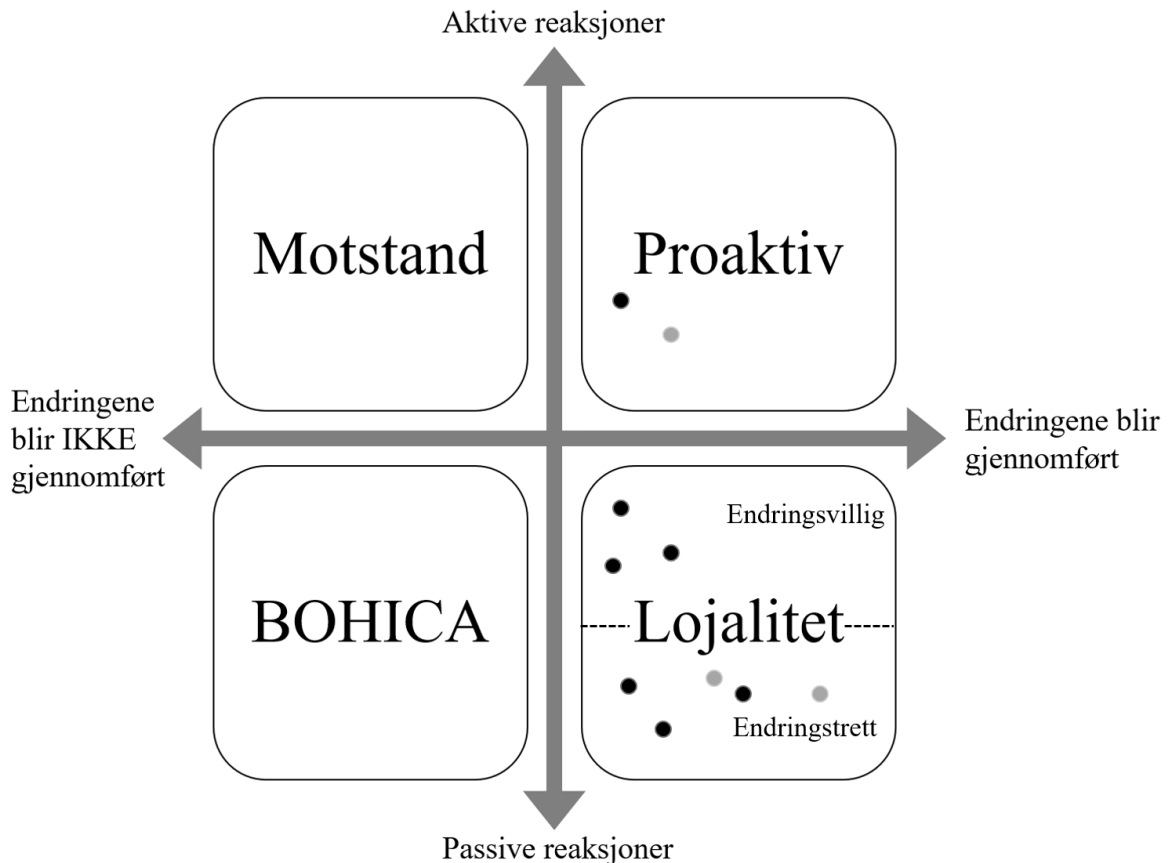 Aktive reaksjoner
Motstand
Proaktiv
Endringene
blir IKKE
gjennomført
Endringene blir
gjennomført
BOHICA
Endringsvillig
Lojalitet
Endringstrett
Passive reaksjoner